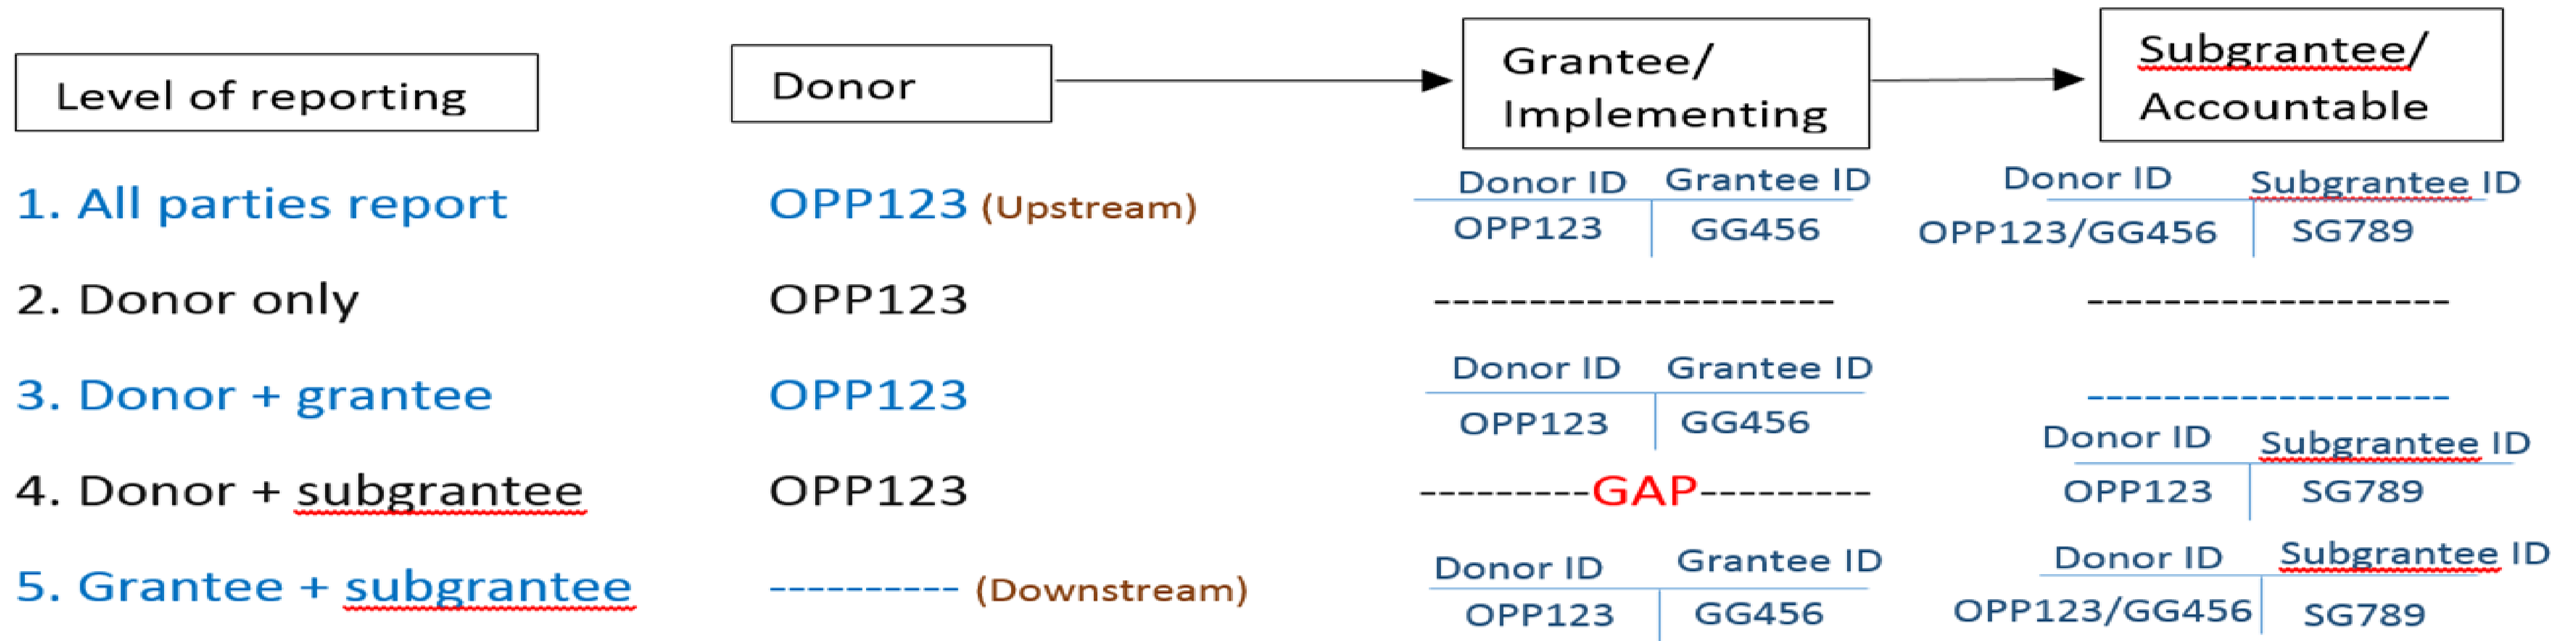 Level of reporting
Donor
Grantee/
Implementing
Subgrantee/
Accountable
1. All parties report
OPP123 (Upstream)
Donor ID Grantee ID
OPP123 GG456
Donor ID Subgrantee ID
OPP123/GG456 SG789
2. Donor only
OPP123
--------------------
------------------
3. Donor + grantee
OPP123
Donor ID Grantee ID
OPP123 GG456
------------------
4. Donor + subgrantee
OPP123
---------GAP---------
Donor ID Subgrantee ID
OPP123 SG789
5. Grantee + subgrantee
---------- (Downstream)
Donor ID Grantee ID
OPP123 GG456
Donor ID Subgrantee ID
OPP123/GG456 SG789